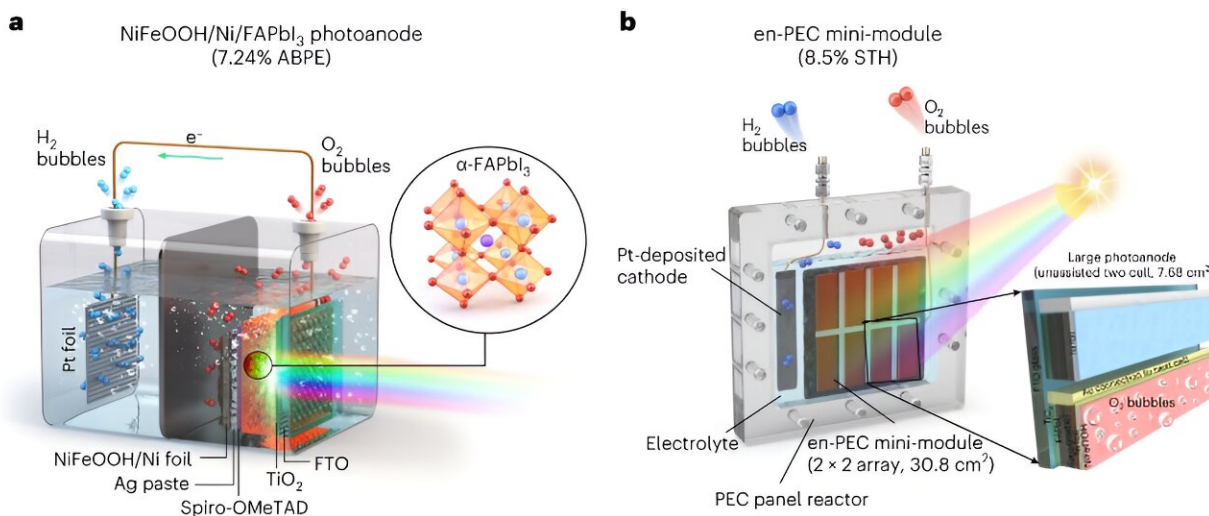 a
NiFeOOH/Ni/FAPbI₃ photoanode
(7.24% ABPE)
H₂
bubbles
e⁻
O₂
bubbles
α-FAPbI₃
Pt foil
NiFeOOH/Ni foil
Ag paste
Spiro-OMeTAD
TiO₂
FTO
b
en-PEC mini-module
(8.5% STH)
H₂
bubbles
O₂
bubbles
Pt-deposited
cathode
Large photoanode
(unassisted two cell, 7.68 cm²
Electrolyte
en-PEC mini-module
(2 × 2 array, 30.8 cm²)
PEC panel reactor
O₂ bubbles